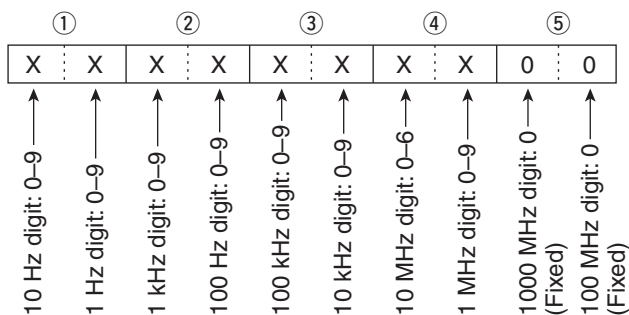 ① ② ③ ④ ⑤
X X X X X X X X 0 0
10 Hz digit: 0–9
1 Hz digit: 0–9
1 kHz digit: 0–9
100 Hz digit: 0–9
100 kHz digit: 0–9
10 kHz digit: 0–9
10 MHz digit: 0–6
1 MHz digit: 0–9
1000 MHz digit: 0
(Fixed)
100 MHz digit: 0
(Fixed)